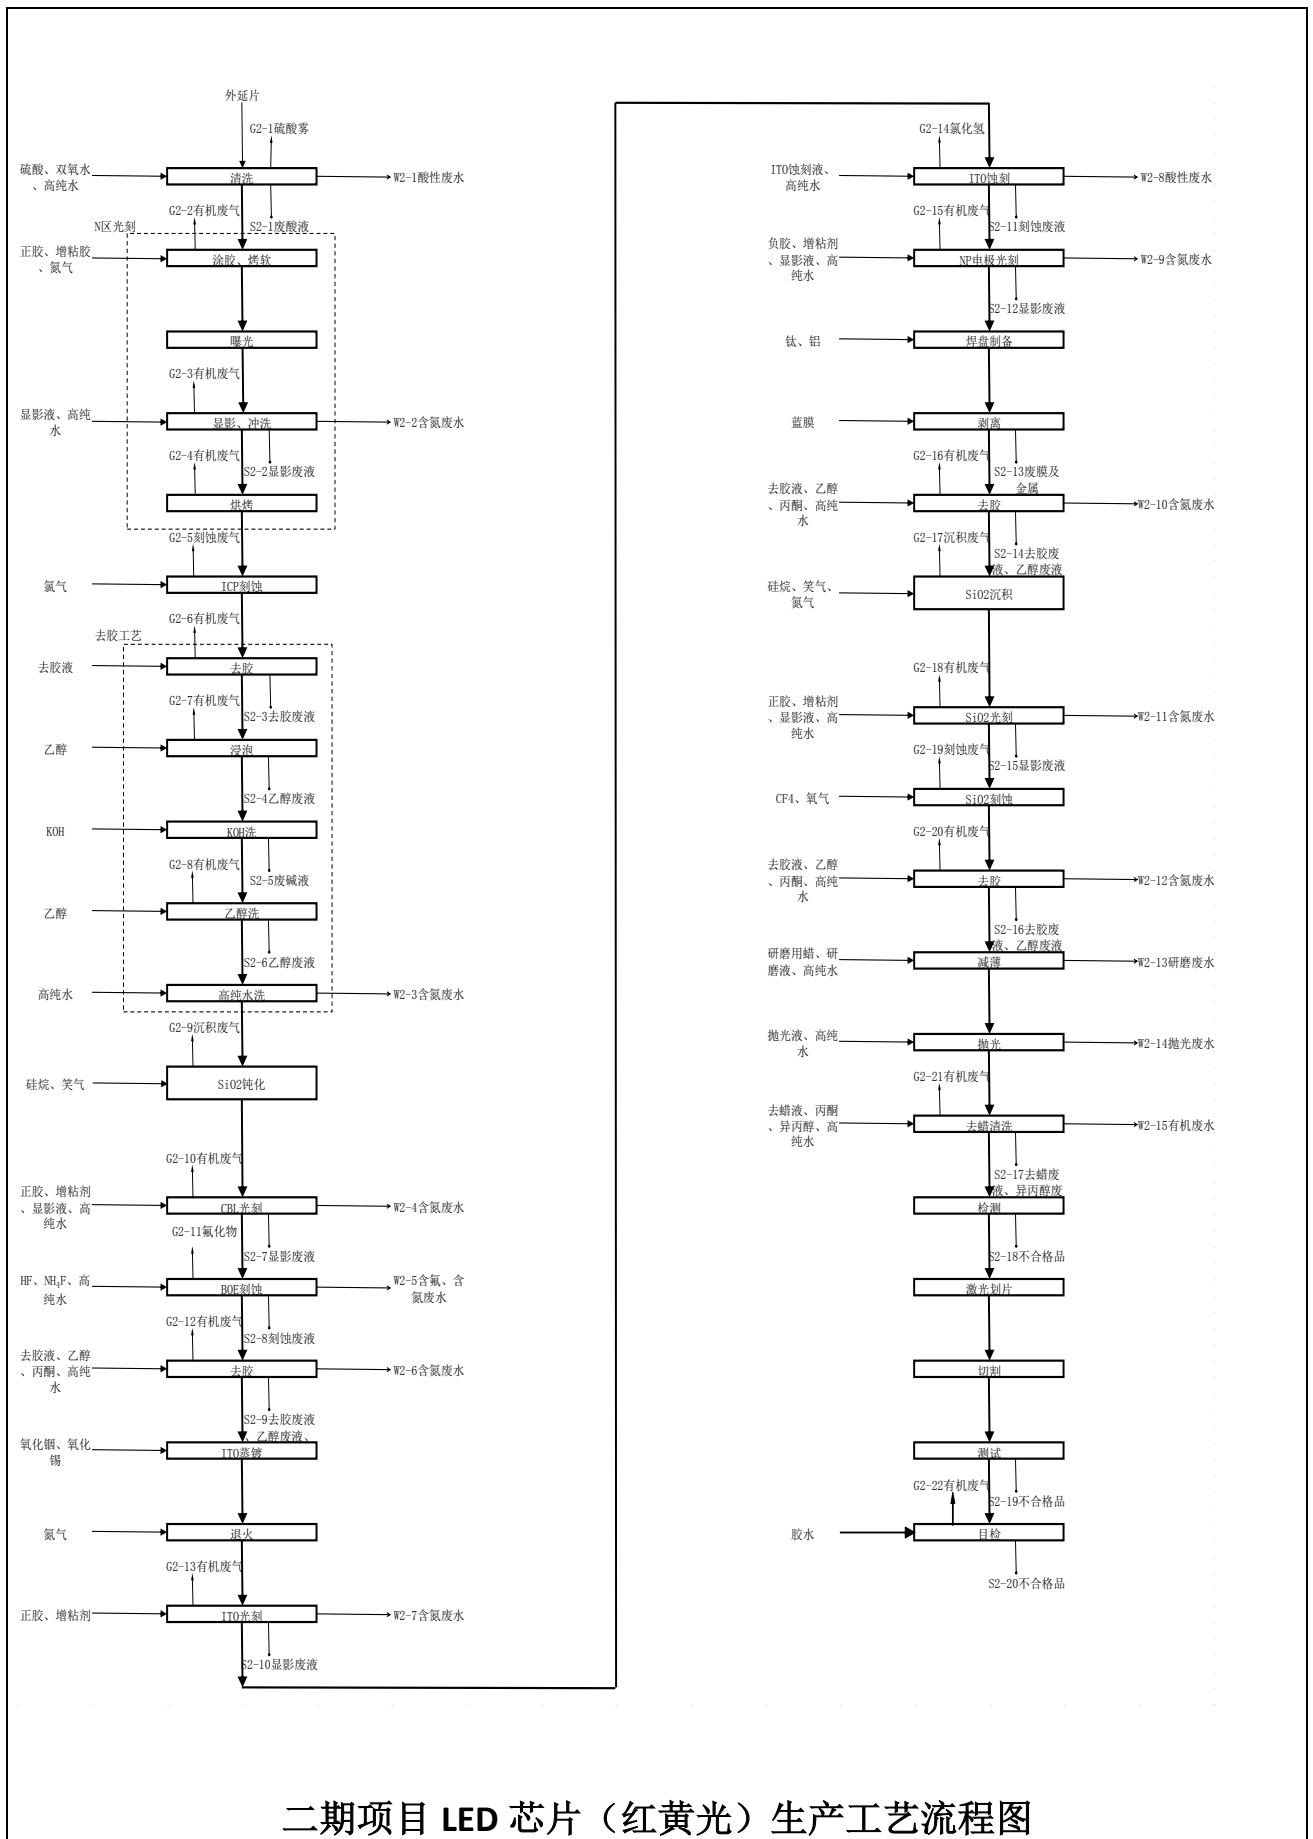 外延片
G2-1硫酸雾
硫酸、双氧水
、高纯水
清洗
W2-1酸性废水
G2-2有机废气
S2-1废酸液
N区光刻
正胶、增粘胶
、氮气
涂胶、烤软
曝光
G2-3有机废气
显影液、高纯
水
显影、冲洗
W2-2含氮废水
G2-4有机废气
S2-2显影废液
烘烤
G2-5刻蚀废气
氯气
ICP刻蚀
G2-6有机废气
去胶工艺
去胶液
去胶
G2-7有机废气
S2-3去胶废液
乙醇
浸泡
S2-4乙醇废液
KOH
KOH洗
G2-8有机废气
S2-5废碱液
乙醇
乙醇洗
S2-6乙醇废液
高纯水
高纯水洗
W2-3含氮废水
G2-9沉积废气
硅烷、笑气
SiO2钝化
G2-10有机废气
正胶、增粘剂
、显影液、高
纯水
CBL光刻
W2-4含氮废水
G2-11氟化物
S2-7显影废液
HF、NH4F、高
纯水
BOE刻蚀
W2-5含氟、含
氮废水
G2-12有机废气
S2-8刻蚀废液
去胶液、乙醇
、丙酮、高纯
水
去胶
W2-6含氮废水
S2-9去胶废液
、乙醇废液、
氧化铟、氧化
锡
ITO蒸镀
氮气
退火
G2-13有机废气
正胶、增粘剂
ITO光刻
W2-7含氮废水
S2-10显影废液
G2-14氯化氢
ITO蚀刻液、
高纯水
ITO蚀刻
W2-8酸性废水
G2-15有机废气
S2-11刻蚀废液
负胶、增粘剂
、显影液、高
纯水
NP电极光刻
W2-9含氮废水
S2-12显影废液
钛、铝
焊盘制备
蓝膜
剥离
G2-16有机废气
S2-13废膜及
金属
去胶液、乙醇
、丙酮、高纯
水
去胶
W2-10含氮废水
G2-17沉积废气
S2-14去胶废
液、乙醇废液
硅烷、笑气、
氮气
SiO2沉积
G2-18有机废气
正胶、增粘剂
、显影液、高
纯水
SiO2光刻
W2-11含氮废水
G2-19刻蚀废气
S2-15显影废液
CF4、氧气
SiO2刻蚀
G2-20有机废气
去胶液、乙醇
、丙酮、高纯
水
去胶
W2-12含氮废水
S2-16去胶废
液、乙醇废液
研磨用蜡、研
磨液、高纯水
减薄
W2-13研磨废水
抛光液、高纯
水
抛光
W2-14抛光废水
G2-21有机废气
去蜡液、丙酮
、异丙醇、高
纯水
去蜡清洗
W2-15有机废水
S2-17去蜡废
液、异丙醇废
检测
S2-18不合格品
激光划片
切割
测试
G2-22有机废气
S2-19不合格品
胶水
目检
S2-20不合格品
二期项目 LED 芯片（红黄光）生产工艺流程图